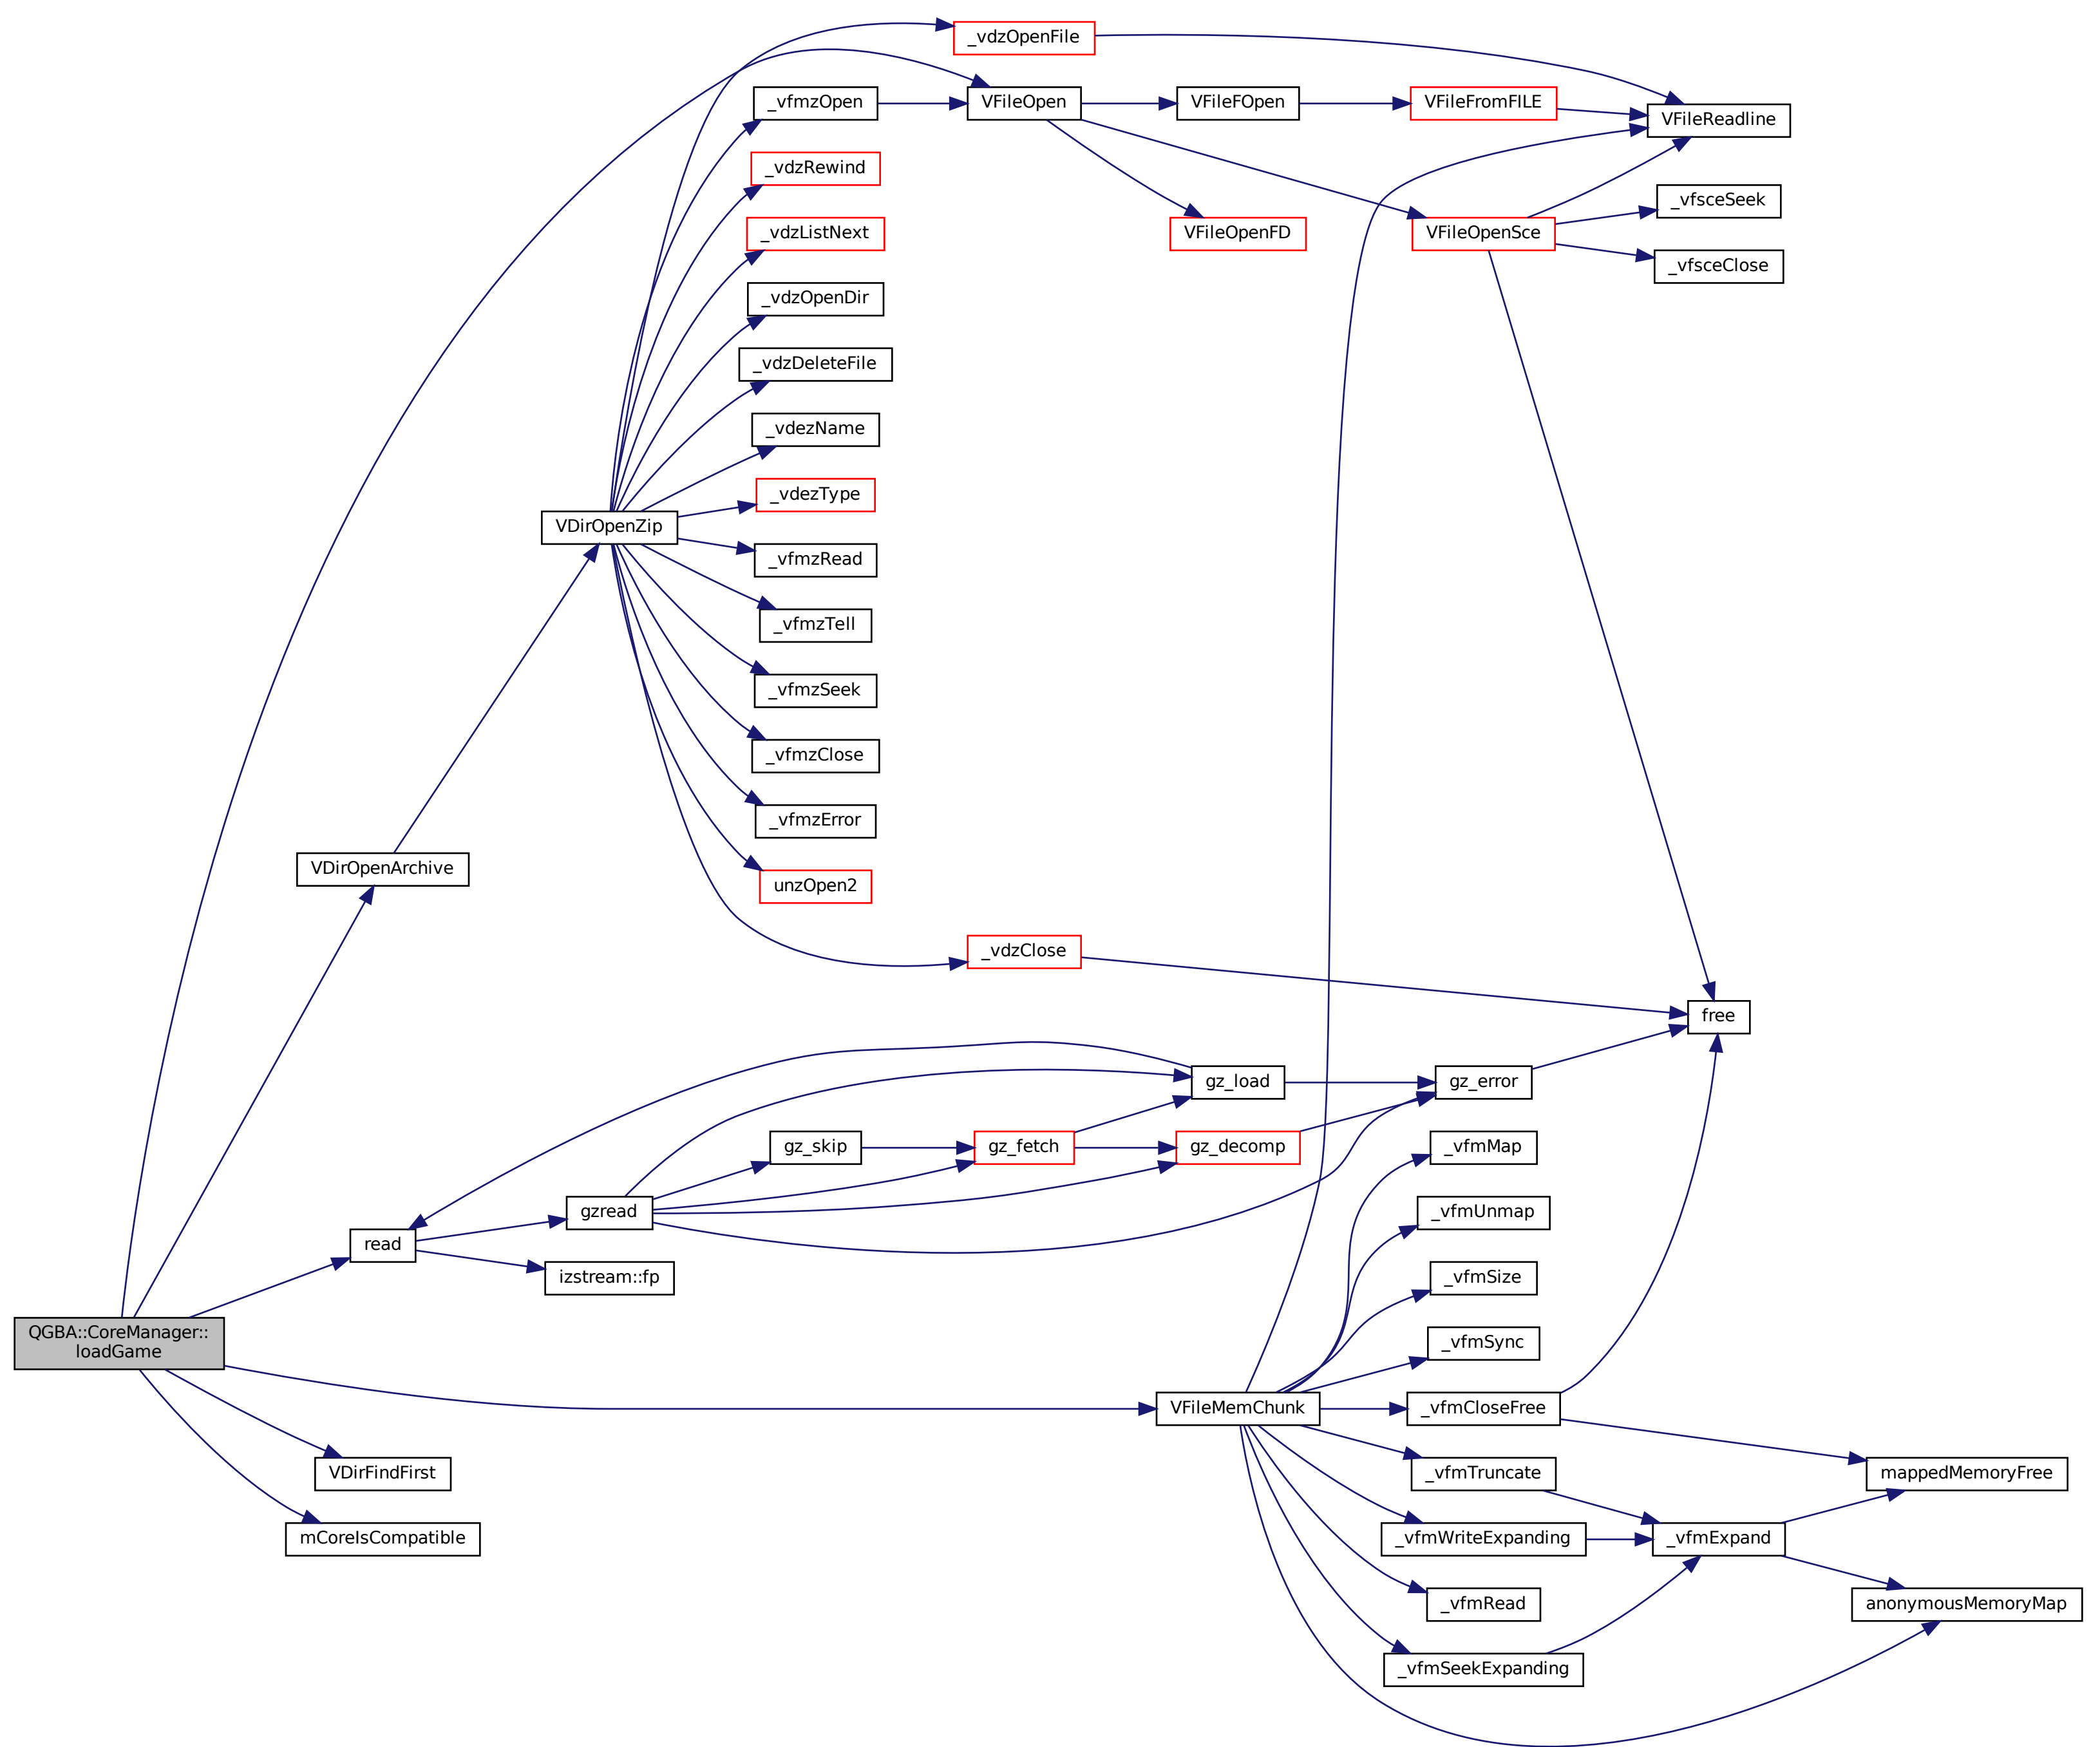 _vdzOpenFile
_vfmzOpen
VFileOpen
VFileFOpen
VFileFromFILE
VFileReadline
_vdzRewind
_vfsceSeek
_vdzListNext
VFileOpenFD
VFileOpenSce
_vfsceClose
_vdzOpenDir
_vdzDeleteFile
_vdezName
_vdezType
VDirOpenZip
_vfmzRead
_vfmzTell
_vfmzSeek
_vfmzClose
_vfmzError
VDirOpenArchive
unzOpen2
_vdzClose
free
gz_load
gz_error
gz_skip
gz_fetch
gz_decomp
_vfmMap
gzread
_vfmUnmap
read
izstream::fp
_vfmSize
QGBA::CoreManager::
loadGame
_vfmSync
VFileMemChunk
_vfmCloseFree
VDirFindFirst
_vfmTruncate
mappedMemoryFree
mCoreIsCompatible
_vfmWriteExpanding
_vfmExpand
_vfmRead
anonymousMemoryMap
_vfmSeekExpanding